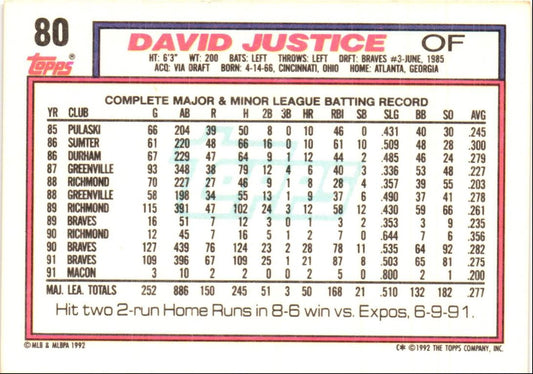 80 DAVID JUSTICE OF
Topps HT: 6'3" WT: 200 BATS: LEFT THROWS: LEFT DRFT: BRAVES #3-JUNE, 1985
ACQ: VIA DRAFT BORN: 4-14-66, CINCINNATI, OHIO HOME: ATLANTA, GEORGIA
COMPLETE MAJOR & MINOR LEAGUE BATTING RECORD
YR CLUB G AB R H 2B 3B HR RBI SB SLG BB SO AVG
85 PULASKI 66 204 39 50 8 0 10 46 0 .431 40 30 .245
86 SUMTER 61 220 48 66 16 0 10 61 10 .509 48 28 .300
86 DURHAM 67 229 47 64 9 1 12 44 2 .485 46 24 .279
87 GREENVILLE 93 348 38 79 12 4 6 40 3 .336 53 48 .227
88 RICHMOND 70 227 27 46 9 1 8 28 4 .357 39 55 .203
88 GREENVILLE 58 198 34 55 13 1 9 37 6 .490 36 43 .278
89 RICHMOND 115 391 47 102 24 3 12 58 12 .430 59 66 .261
89 BRAVES 16 51 7 12 3 0 1 3 2 .353 3 9 .235
90 RICHMOND 12 45 7 16 5 1 2 7 0 .644 7 6 .356
90 BRAVES 127 439 76 124 23 2 28 78 11 .535 64 92 .282
91 BRAVES 109 396 67 109 25 1 21 87 8 .503 65 81 .275
91 MACON 3 10 2 2 0 0 2 5 0 .800 2 1 .200
MAJ. LEA. TOTALS 252 886 150 245 51 3 50 168 21 .510 132 182 .277
Hit two 2-run Home Runs in 8-6 win vs. Expos, 6-9-91.
© MLB & MLBPA 1992 C* © 1992 THE TOPPS COMPANY, INC.